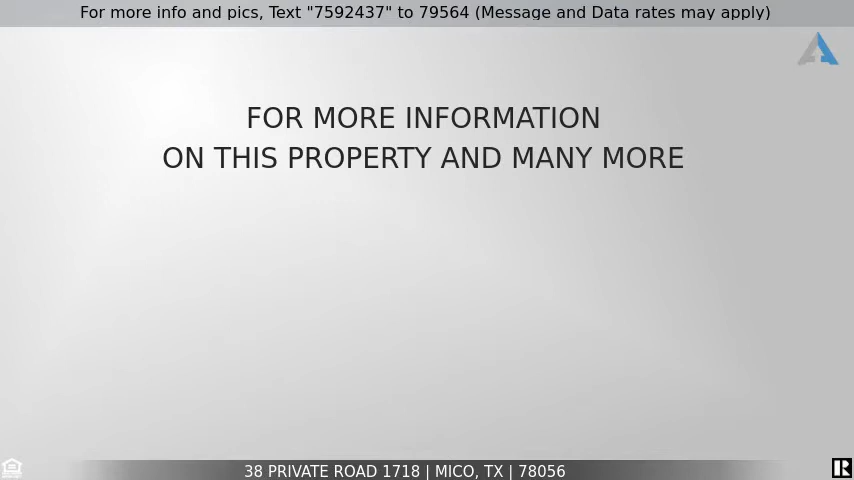 For more info and pics, Text "7592437" to 79564 (Message and Data rates may apply)
FOR MORE INFORMATION
ON THIS PROPERTY AND MANY MORE
38 PRIVATE ROAD 1718 | MICO, TX | 78056